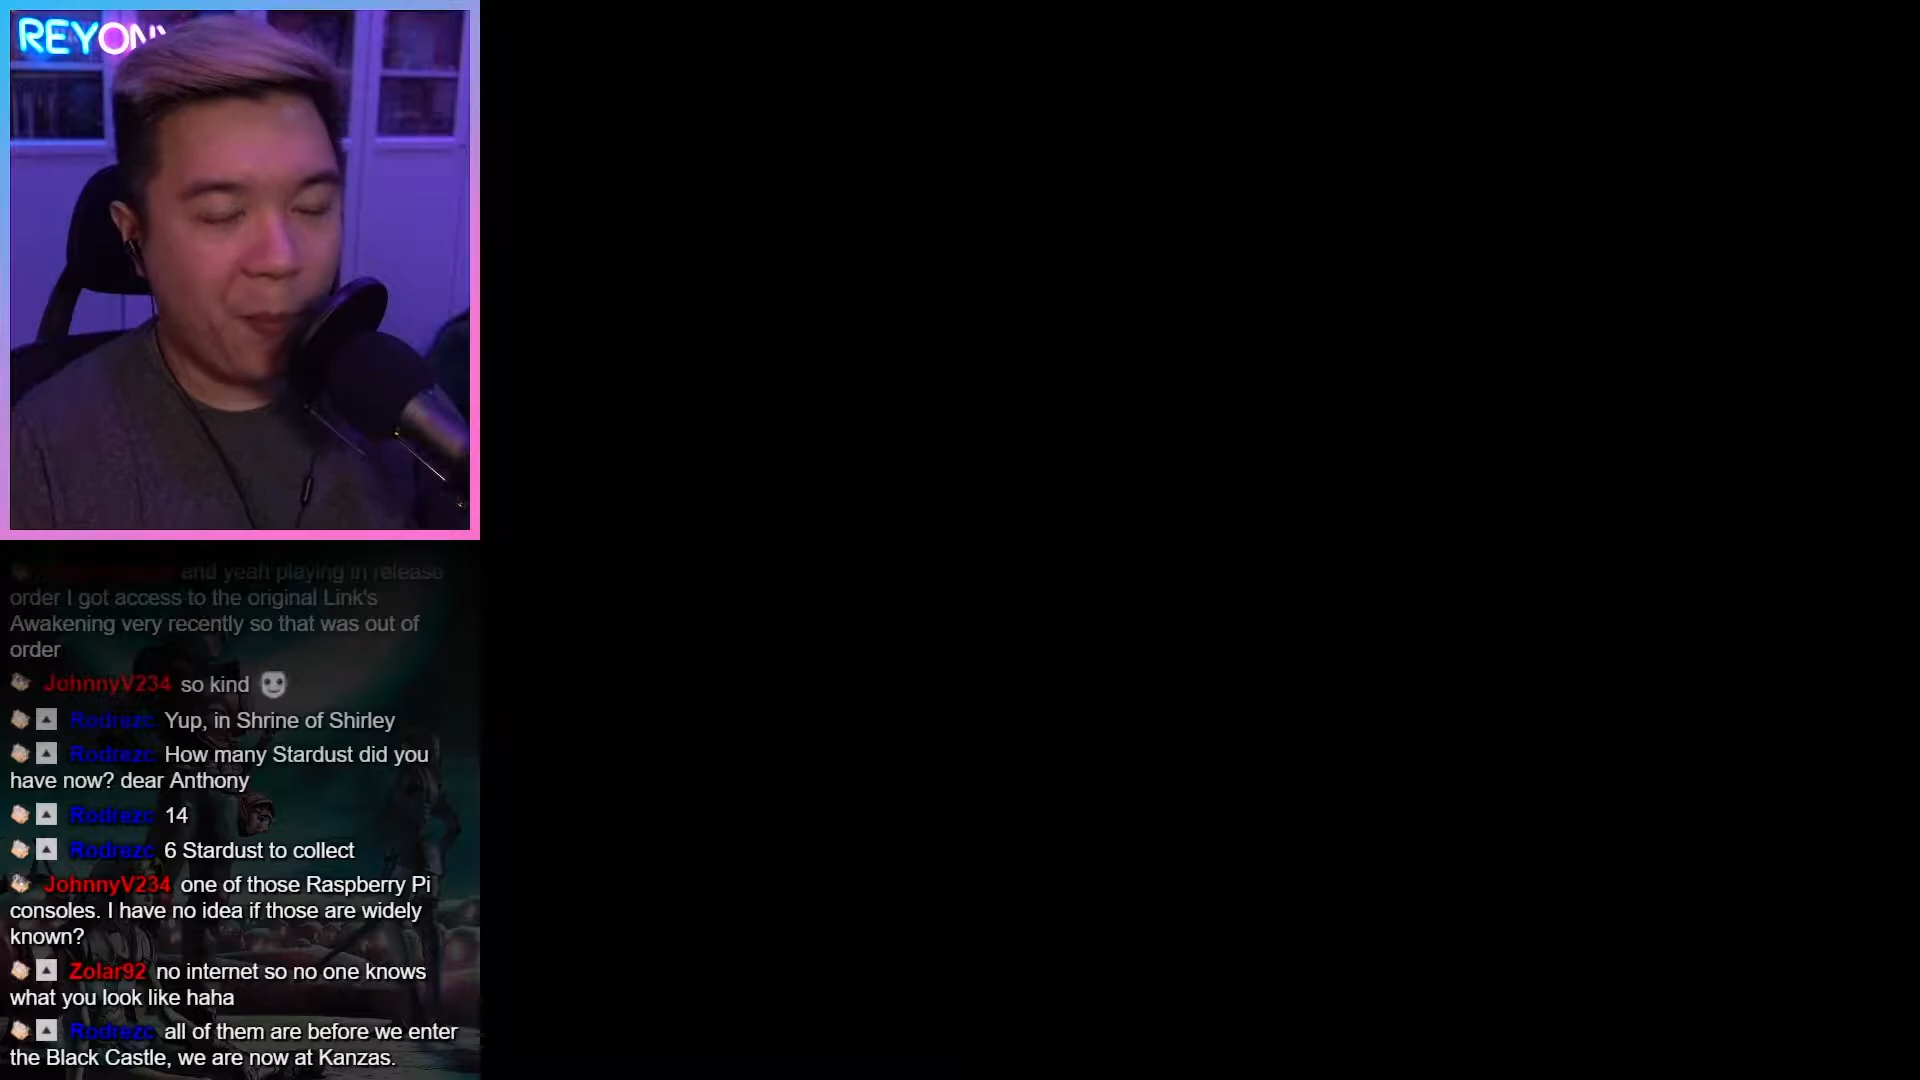 REYON
and yeah playing in release
order I got access to the original Link's
Awakening very recently so that was out of
order
JohnnyV234 so kind
Rodrezc Yup, in Shrine of Shirley
Rodrezc How many Stardust did you
have now? dear Anthony
Rodrezc 14
Rodrezc 6 Stardust to collect
JohnnyV234 one of those Raspberry Pi
consoles. I have no idea if those are widely
known?
Zolar92 no internet so no one knows
what you look like haha
Rodrezc all of them are before we enter
the Black Castle, we are now at Kanzas.